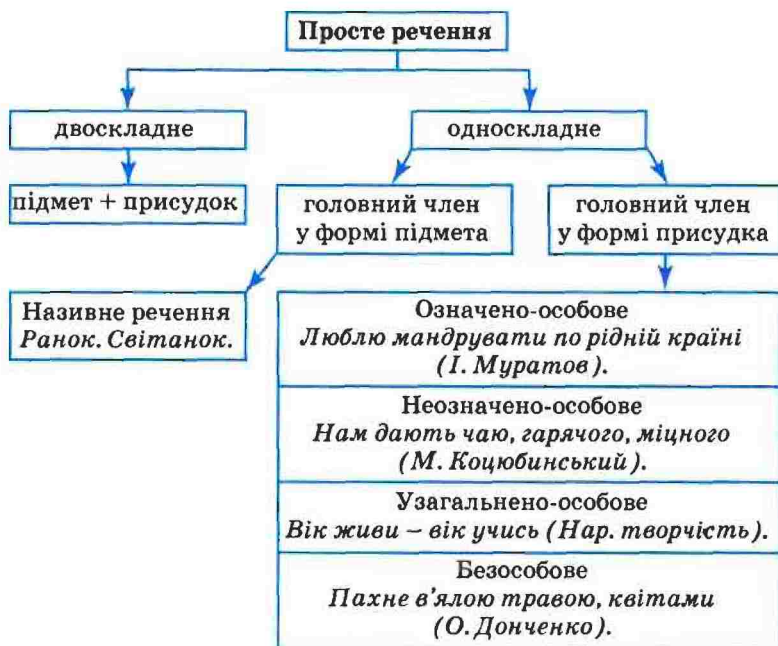 Просте речення
двоскладне
односкладне
підмет + присудок
головний член
у формі підмета
головний член
у формі присудка
Називне речення
Ранок. Світанок.
Означено-особове
Люблю мандрувати по рідній країні
(І. Муратов).
Неозначено-особове
Нам дають чаю, гарячого, міцного
(М. Коцюбинський).
Узагальнено-особове
Вік живи – вік учись (Нар. творчість).
Безособове
Пахне в'ялою травою, квітами
(О. Донченко).